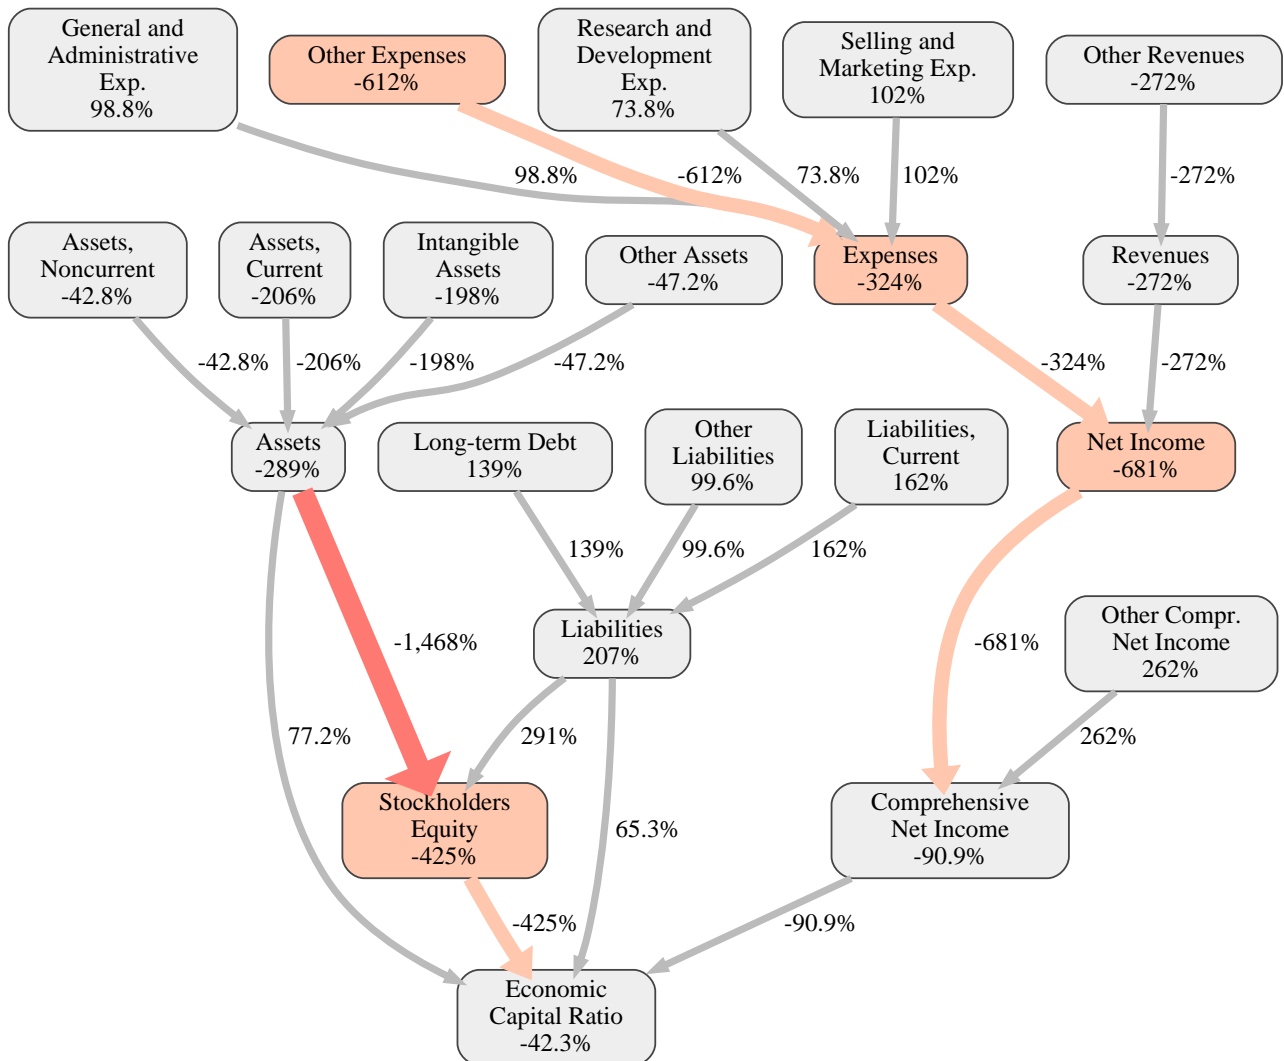 General and
Administrative
Exp.
98.8%
Other Expenses
-612%
Research and
Development
Exp.
73.8%
Selling and
Marketing Exp.
102%
Other Revenues
-272%
98.8%
-612%
73.8%
102%
-272%
Assets,
Noncurrent
-42.8%
Assets,
Current
-206%
Intangible
Assets
-198%
Other Assets
-47.2%
Expenses
-324%
Revenues
-272%
-42.8%
-206%
-198%
-47.2%
-324%
-272%
Assets
-289%
Long-term Debt
139%
Other
Liabilities
99.6%
Liabilities,
Current
162%
Net Income
-681%
139%
99.6%
162%
Liabilities
207%
Other Compr.
Net Income
262%
-1,468%
-681%
77.2%
291%
262%
Stockholders
Equity
-425%
65.3%
Comprehensive
Net Income
-90.9%
-425%
-90.9%
Economic
Capital Ratio
-42.3%